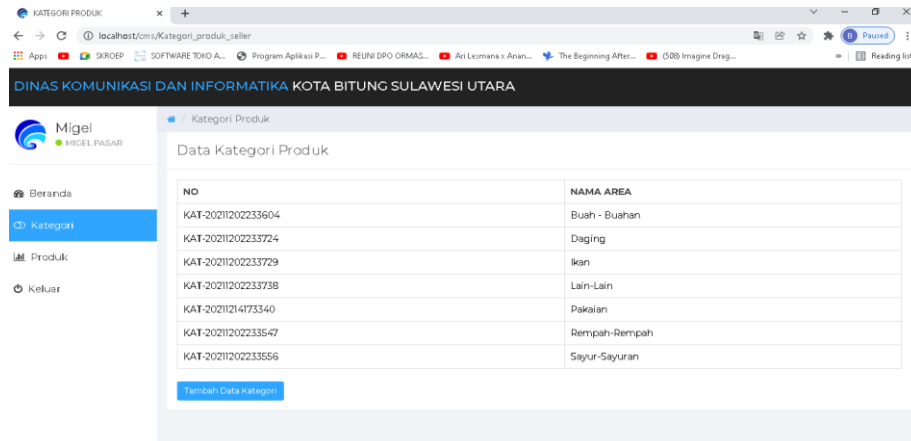 KATEGORI PRODUK
localhost/cms/Kategori_produk_seller
Paused
Apps SKROEP SOFTWARE TOKO A... Program Aplikasi P... REUNI DPO ORMAS... Ari Lesmana x Anan... The Beginning After... (508) Imagine Drag... » Reading list
DINAS KOMUNIKASI DAN INFORMATIKA KOTA BITUNG SULAWESI UTARA
Migel
MIGEL PASAR
/ Kategori Produk
Data Kategori Produk
Beranda
Kategori
Produk
Keluar
NO NAMA AREA
KAT-20211202233604 Buah - Buahan
KAT-20211202233724 Daging
KAT-20211202233729 Ikan
KAT-20211202233738 Lain-Lain
KAT-20211214173340 Pakaian
KAT-20211202233547 Rempah-Rempah
KAT-20211202233556 Sayur-Sayuran
Tambah Data Kategori